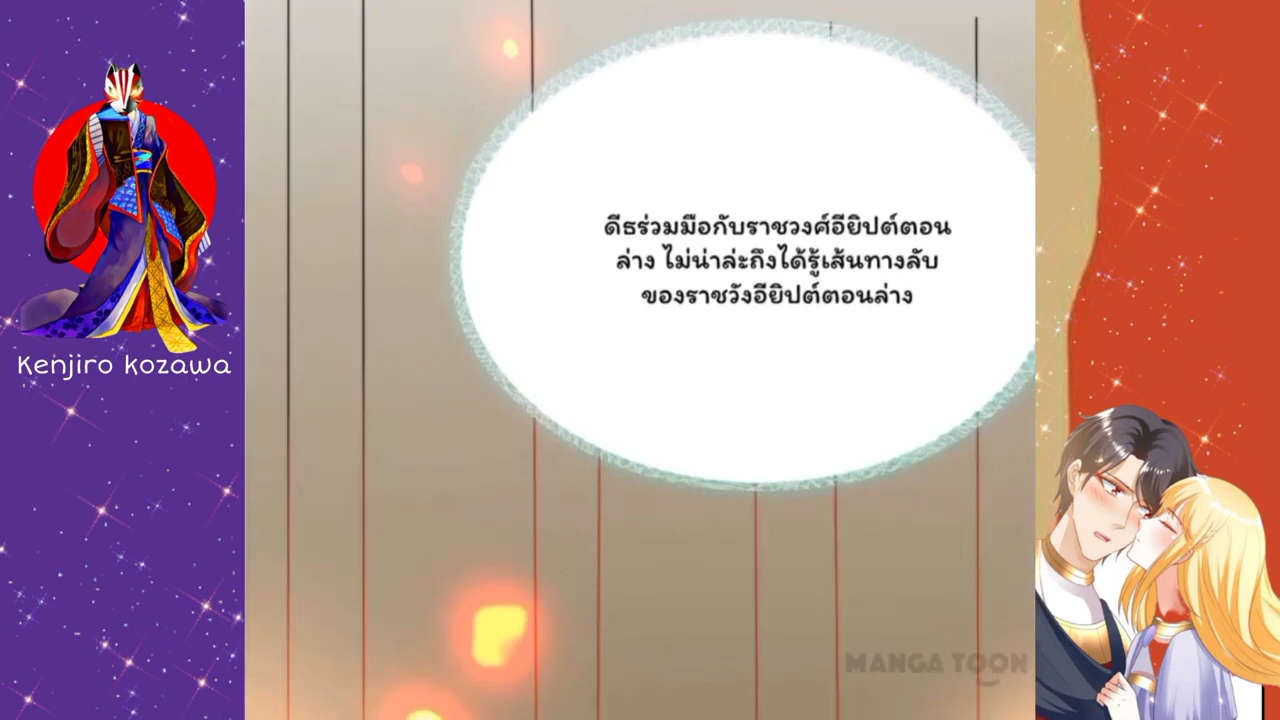 ดีธร่วมมือกับราชวงศ์อียิปต์ตอน
ล่าง ไม่น่าล่ะถึงได้รู้เส้นทางลับ
ของราชวังอียิปต์ตอนล่าง
Kenjiro kozawa
MANGA TOON